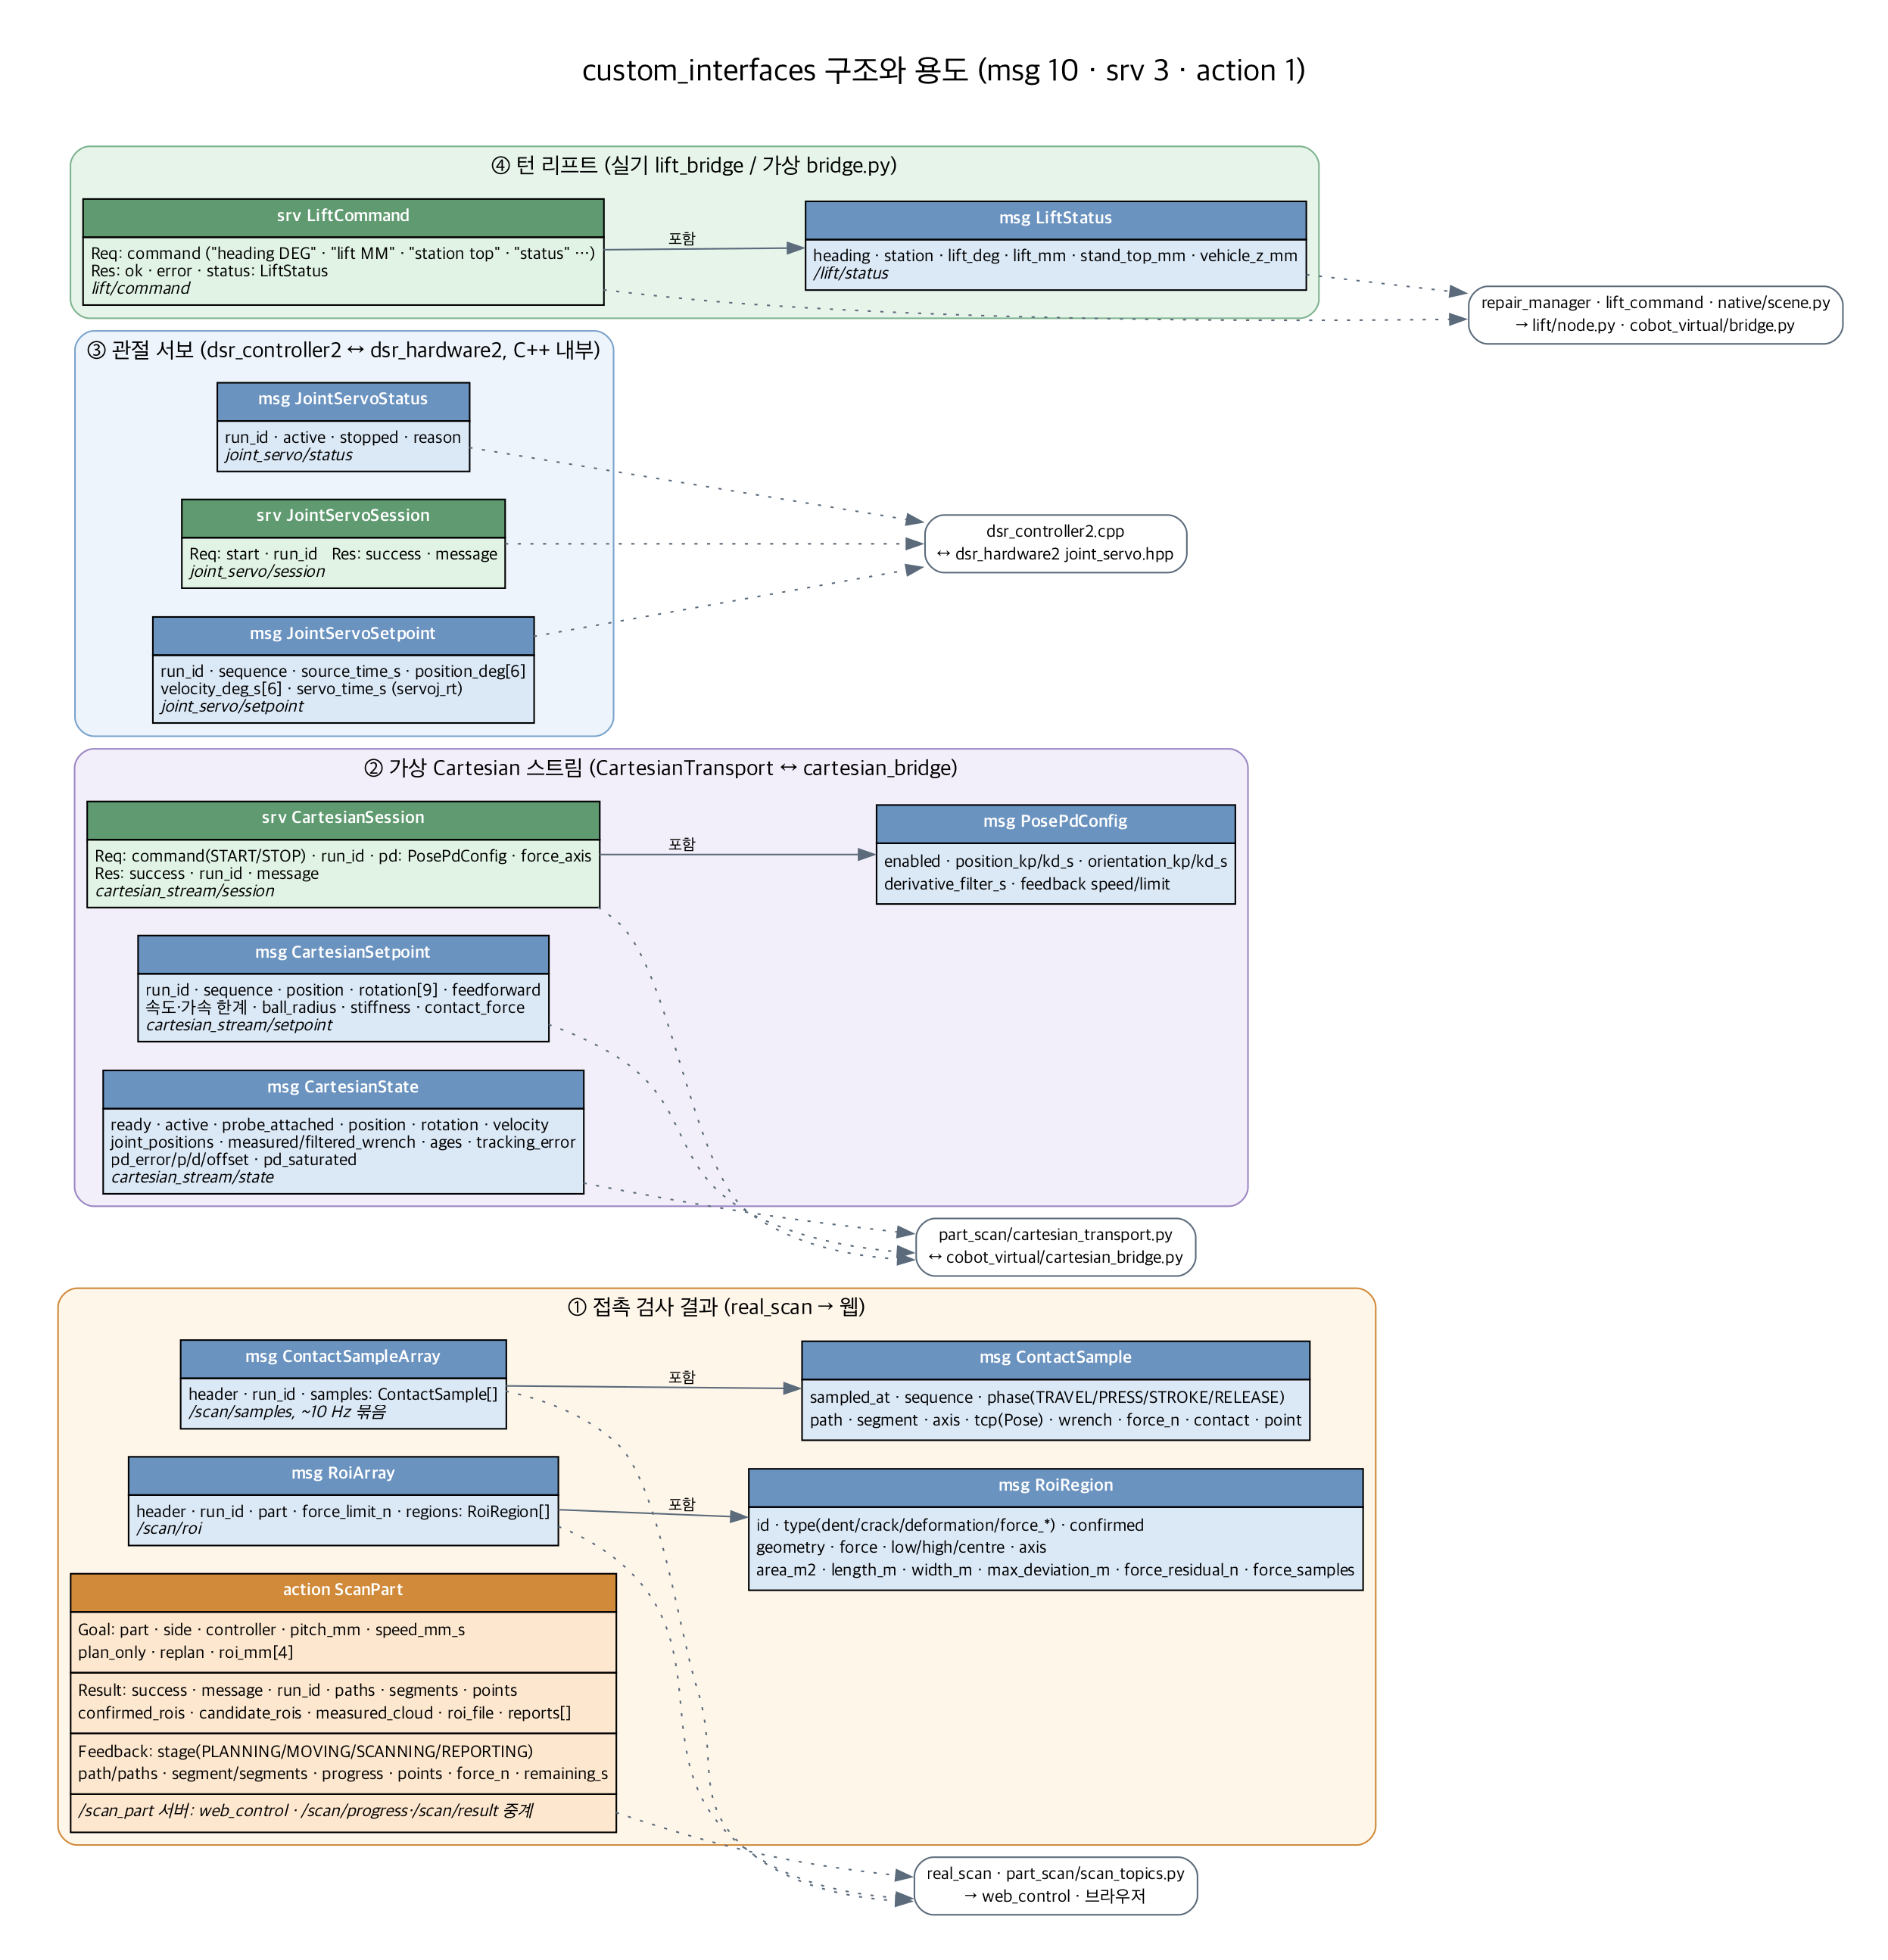 custom_interfaces 구조와 용도 (msg 10 · srv 3 · action 1)
④ 턴 리프트 (실기 lift_bridge / 가상 bridge.py)
srv LiftCommand
Req: command ("heading DEG" · "lift MM" · "station top" · "status" ···)
Res: ok · error · status: LiftStatus
lift/command
포함
msg LiftStatus
heading · station · lift_deg · lift_mm · stand_top_mm · vehicle_z_mm
/lift/status
repair_manager · lift_command · native/scene.py
→ lift/node.py · cobot_virtual/bridge.py
③ 관절 서보 (dsr_controller2 ↔ dsr_hardware2, C++ 내부)
msg JointServoStatus
run_id · active · stopped · reason
joint_servo/status
srv JointServoSession
Req: start · run_id   Res: success · message
joint_servo/session
msg JointServoSetpoint
run_id · sequence · source_time_s · position_deg[6]
velocity_deg_s[6] · servo_time_s (servoj_rt)
joint_servo/setpoint
dsr_controller2.cpp
↔ dsr_hardware2 joint_servo.hpp
② 가상 Cartesian 스트림 (CartesianTransport ↔ cartesian_bridge)
srv CartesianSession
Req: command(START/STOP) · run_id · pd: PosePdConfig · force_axis
Res: success · run_id · message
cartesian_stream/session
포함
msg PosePdConfig
enabled · position_kp/kd_s · orientation_kp/kd_s
derivative_filter_s · feedback speed/limit
msg CartesianSetpoint
run_id · sequence · position · rotation[9] · feedforward
속도·가속 한계 · ball_radius · stiffness · contact_force
cartesian_stream/setpoint
msg CartesianState
ready · active · probe_attached · position · rotation · velocity
joint_positions · measured/filtered_wrench · ages · tracking_error
pd_error/p/d/offset · pd_saturated
cartesian_stream/state
part_scan/cartesian_transport.py
↔ cobot_virtual/cartesian_bridge.py
① 접촉 검사 결과 (real_scan → 웹)
msg ContactSampleArray
header · run_id · samples: ContactSample[]
/scan/samples, ~10 Hz 묶음
포함
msg ContactSample
sampled_at · sequence · phase(TRAVEL/PRESS/STROKE/RELEASE)
path · segment · axis · tcp(Pose) · wrench · force_n · contact · point
msg RoiArray
header · run_id · part · force_limit_n · regions: RoiRegion[]
/scan/roi
포함
msg RoiRegion
id · type(dent/crack/deformation/force_*) · confirmed
geometry · force · low/high/centre · axis
area_m2 · length_m · width_m · max_deviation_m · force_residual_n · force_samples
action ScanPart
Goal: part · side · controller · pitch_mm · speed_mm_s
plan_only · replan · roi_mm[4]
Result: success · message · run_id · paths · segments · points
confirmed_rois · candidate_rois · measured_cloud · roi_file · reports[]
Feedback: stage(PLANNING/MOVING/SCANNING/REPORTING)
path/paths · segment/segments · progress · points · force_n · remaining_s
/scan_part 서버: web_control · /scan/progress·/scan/result 중계
real_scan · part_scan/scan_topics.py
→ web_control · 브라우저